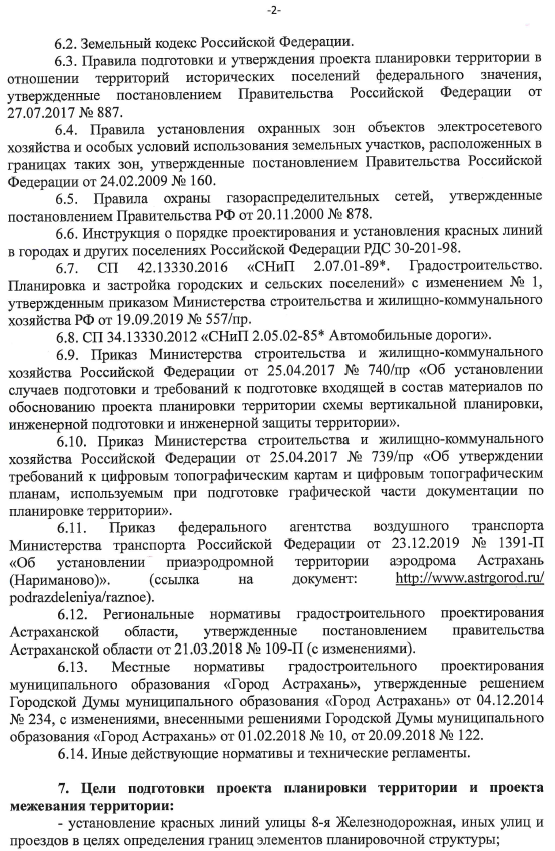 -2-
6.2. Земельный кодекс Российской Федерации.
6.3. Правила подготовки и утверждения проекта планировки территории в
отношении территорий исторических поселений федерального значения,
утвержденные постановлением Правительства Российской Федерации от
27.07.2017 № 887.
6.4. Правила установления охранных зон объектов электросетевого
хозяйства и особых условий использования земельных участков, расположенных в
границах таких зон, утвержденные постановлением Правительства Российской
Федерации от 24.02.2009 № 160.
6.5. Правила охраны газораспределительных сетей, утвержденные
постановлением Правительства РФ от 20.11.2000 № 878.
6.6. Инструкция о порядке проектирования и установления красных линий
в городах и других поселениях Российской Федерации РДС 30-201-98.
6.7. СП 42.13330.2016 «СНиП 2.07.01-89*. Градостроительство.
Планировка и застройка городских и сельских поселений» с изменением № 1,
утвержденным приказом Министерства строительства и жилищно-коммунального
хозяйства РФ от 19.09.2019 № 557/пр.
6.8. СП 34.13330.2012 «СНиП 2.05.02-85* Автомобильные дороги».
6.9. Приказ Министерства строительства и жилищно-коммунального
хозяйства Российской Федерации от 25.04.2017 № 740/пр «Об установлении
случаев подготовки и требований к подготовке входящей в состав материалов по
обоснованию проекта планировки территории схемы вертикальной планировки,
инженерной подготовки и инженерной защиты территории».
6.10. Приказ Министерства строительства и жилищно-коммунального
хозяйства Российской Федерации от 25.04.2017 № 739/пр «Об утверждении
требований к цифровым топографическим картам и цифровым топографическим
планам, используемым при подготовке графической части документации по
планировке территории».
6.11. Приказ федерального агентства воздушного транспорта
Министерства транспорта Российской Федерации от 23.12.2019 № 1391-П
«Об установлении приаэродромной территории аэродрома Астрахань
(Нариманово)». (ссылка на документ: http://www.astrgorod.ru/
podrazdeleniya/raznoe).
6.12. Региональные нормативы градостроительного проектирования
Астраханской области, утвержденные постановлением правительства
Астраханской области от 21.03.2018 № 109-П (с изменениями).
6.13. Местные нормативы градостроительного проектирования
муниципального образования «Город Астрахань», утвержденные решением
Городской Думы муниципального образования «Город Астрахань» от 04.12.2014
№ 234, с изменениями, внесенными решениями Городской Думы муниципального
образования «Город Астрахань» от 01.02.2018 № 10, от 20.09.2018 № 122.
6.14. Иные действующие нормативы и технические регламенты.
7. Цели подготовки проекта планировки территории и проекта
межевания территории:
- установление красных линий улицы 8-я Железнодорожная, иных улиц и
проездов в целях определения границ элементов планировочной структуры;